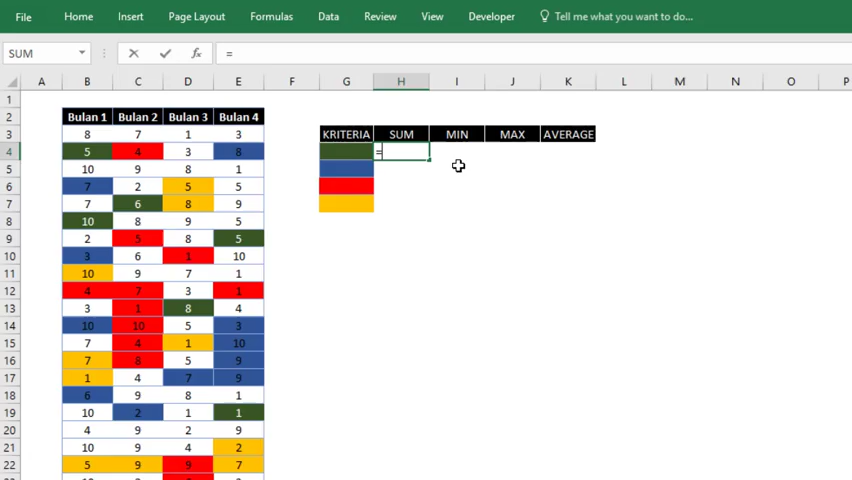 File Home Insert Page Layout Formulas Data Review View Developer Tell me what you want to do...
SUM fx =
A B C D E F G H I J K L M N O P
1
2 Bulan 1 Bulan 2 Bulan 3 Bulan 4
3 8 7 1 3 KRITERIA SUM MIN MAX AVERAGE
4 5 4 3 8 =
5 10 9 8 1
6 7 2 5 5
7 7 6 8 9
8 10 8 9 5
9 2 5 8 5
10 3 6 1 10
11 10 9 7 1
12 4 7 3 1
13 3 1 8 4
14 10 10 5 3
15 7 4 1 10
16 7 8 5 9
17 1 4 7 9
18 6 9 8 1
19 10 2 1 1
20 4 9 2 9
21 10 9 4 2
22 5 9 9 7